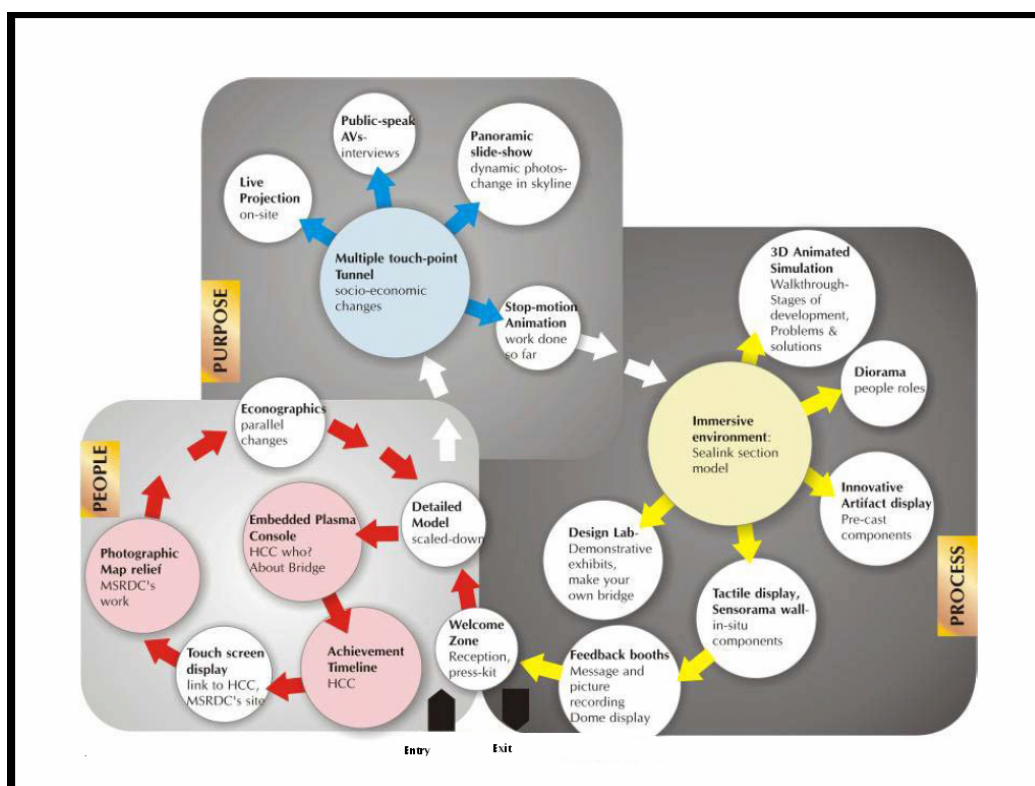 Public-speak
AVs-
interviews
Panoramic
slide-show
dynamic photos-
change in skyline
Live
Projection
on-site
Multiple touch-point
Tunnel
socio-economic
changes
Stop-motion
Animation
work done
so far
PURPOSE
3D Animated
Simulation
Walkthrough-
Stages of
development,
Problems &
solutions
Diorama
people roles
Immersive
environment:
Sealink section
model
Innovative
Artifact display
Pre-cast
components
Design Lab-
Demonstrative
exhibits,
make your
own bridge
Tactile display,
Sensorama wall-
in-situ
components
Feedback booths
Message and
picture
recording
Dome display
PROCESS
PEOPLE
Econographics
parallel
changes
Detailed
Model
scaled-down
Embedded Plasma
Console
HCC who?
About Bridge
Photographic
Map relief
MSRDC's
work
Touch screen
display
link to HCC,
MSRDC's site
Achievement
Timeline
HCC
Welcome
Zone
Reception,
press-kit
Entry
Exit